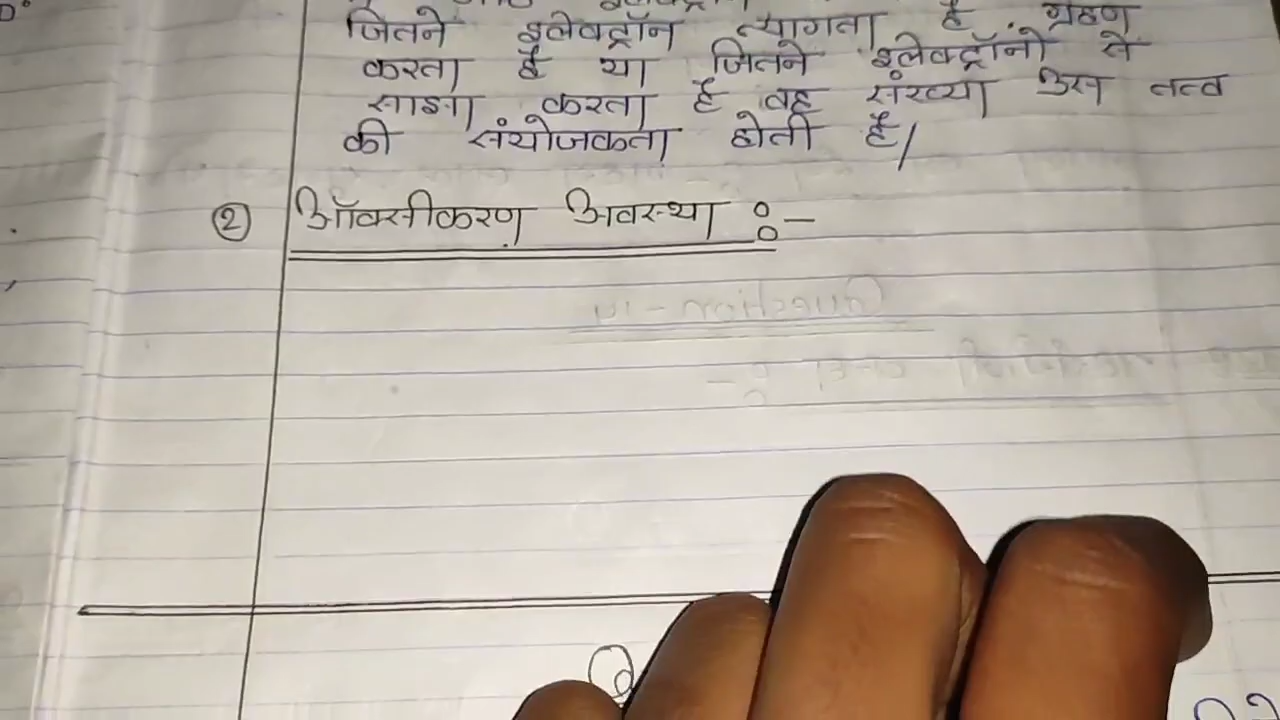 जितने इलेक्ट्रॉन त्यागता है, ग्रहण
करता है या जितने इलेक्ट्रॉनो से
साझा करता है वह संख्या उस तत्व
की संयोजकता होती है/
② ऑक्सीकरण अवस्था :-